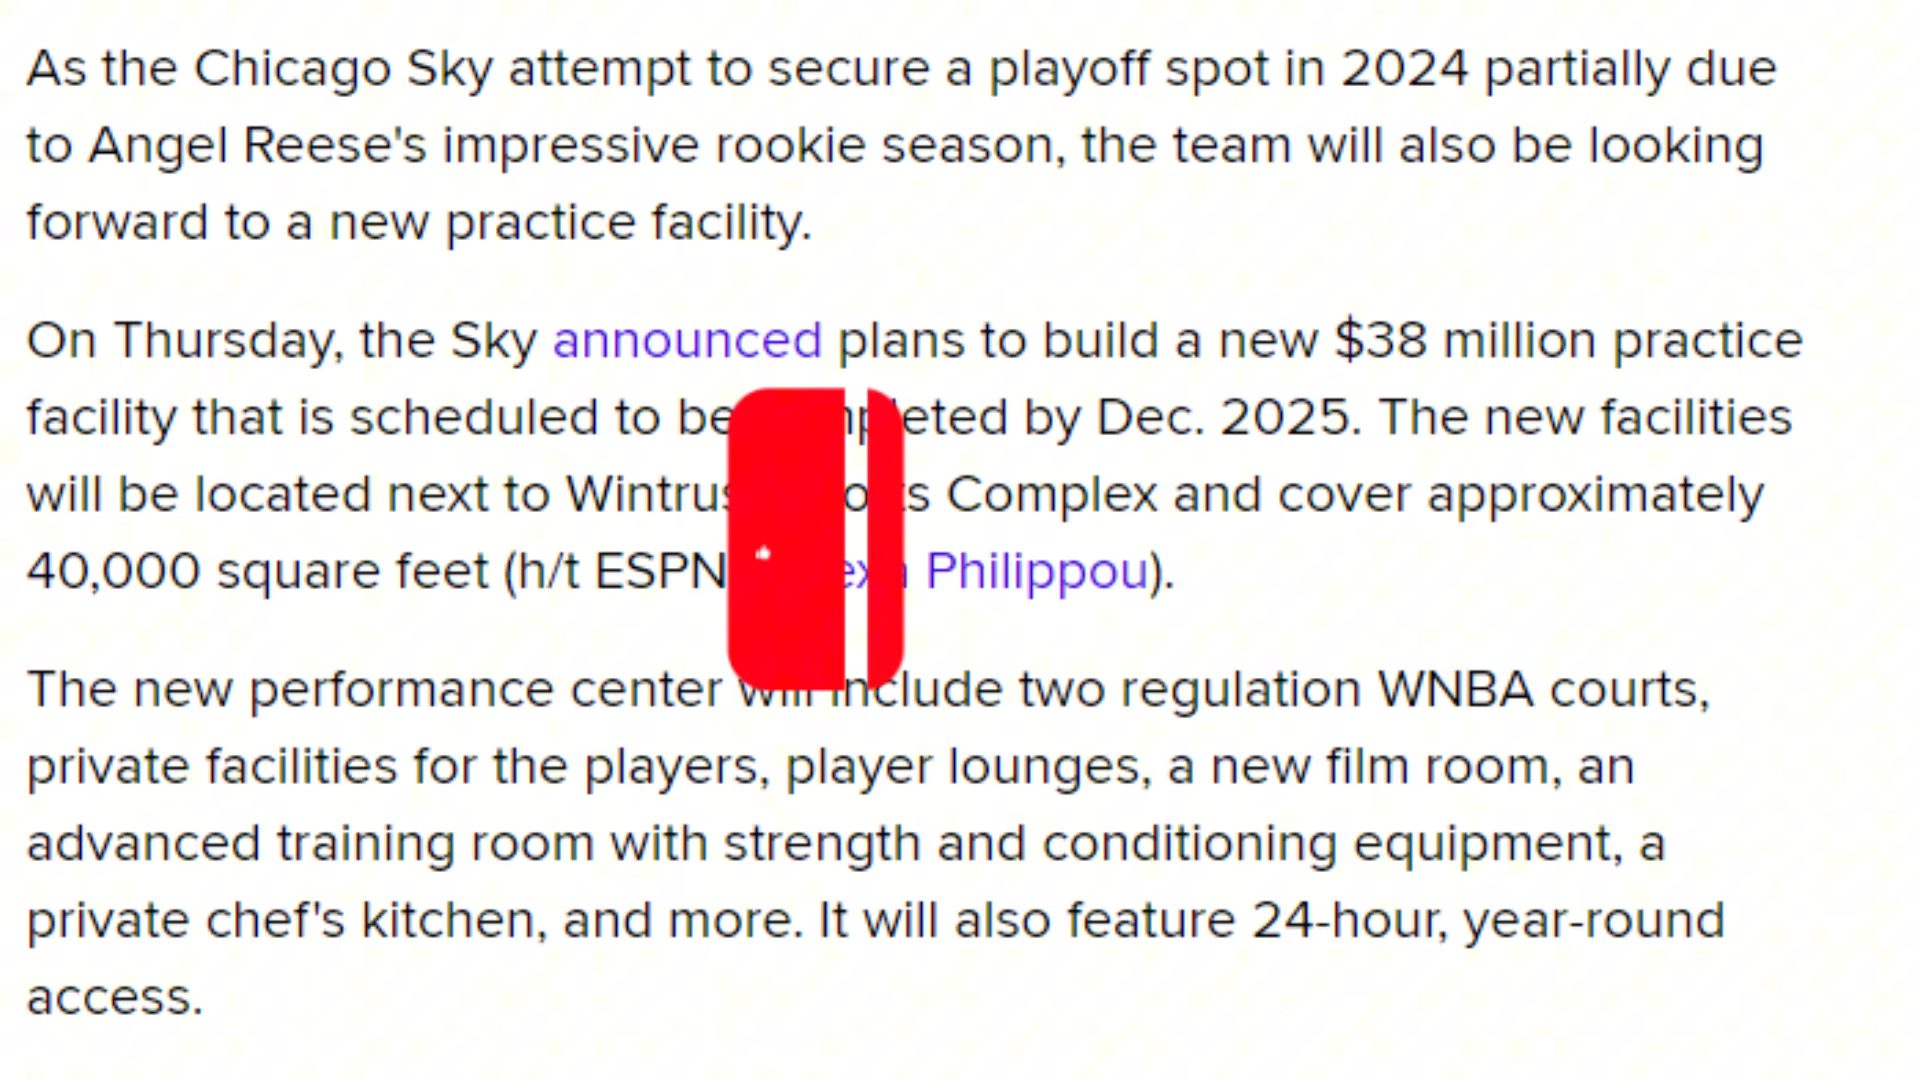 As the Chicago Sky attempt to secure a playoff spot in 2024 partially due
to Angel Reese's impressive rookie season, the team will also be looking
forward to a new practice facility.
On Thursday, the Sky announced plans to build a new $38 million practice
facility that is scheduled to be by Dec. 2025. The new facilities
will be located next to Complex and cover approximately
40,000 square feet (h/t ESPN Philippou).
The new performance center will include two regulation WNBA courts,
private facilities for the players, player lounges, a new film room, an
advanced training room with strength and conditioning equipment, a
private chef's kitchen, and more. It will also feature 24-hour, year-round
access.